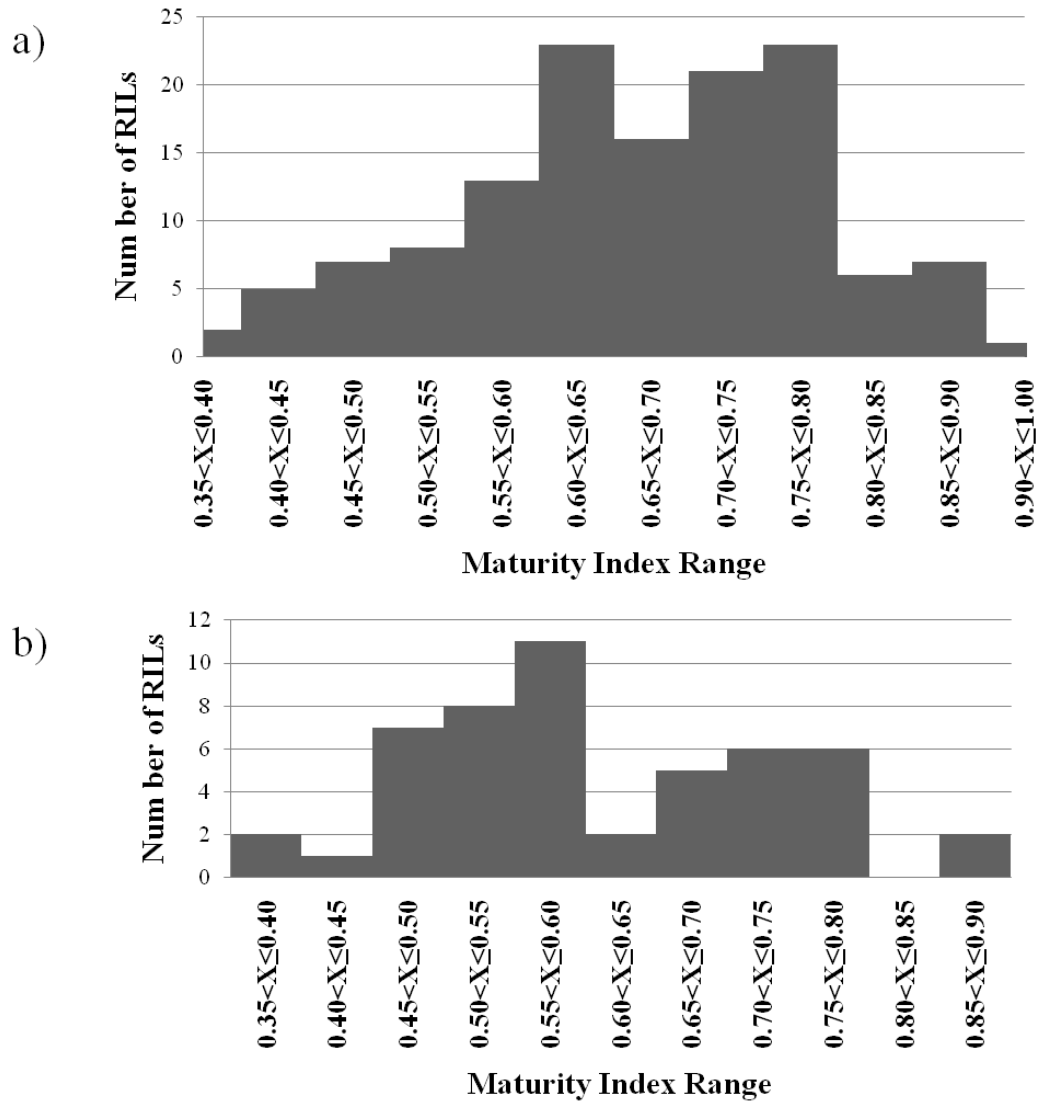 a)
Num ber of RILs
25
20
15
10
5
0
0.35<X≤0.40
0.40<X≤0.45
0.45<X≤0.50
0.50<X≤0.55
0.55<X≤0.60
0.60<X≤0.65
0.65<X≤0.70
0.70<X≤0.75
0.75<X≤0.80
0.80<X≤0.85
0.85<X≤0.90
0.90<X≤1.00
Maturity Index Range
b)
Num ber of RILs
12
10
8
6
4
2
0
0.35<X≤0.40
0.40<X≤0.45
0.45<X≤0.50
0.50<X≤0.55
0.55<X≤0.60
0.60<X≤0.65
0.65<X≤0.70
0.70<X≤0.75
0.75<X≤0.80
0.80<X≤0.85
0.85<X≤0.90
Maturity Index Range